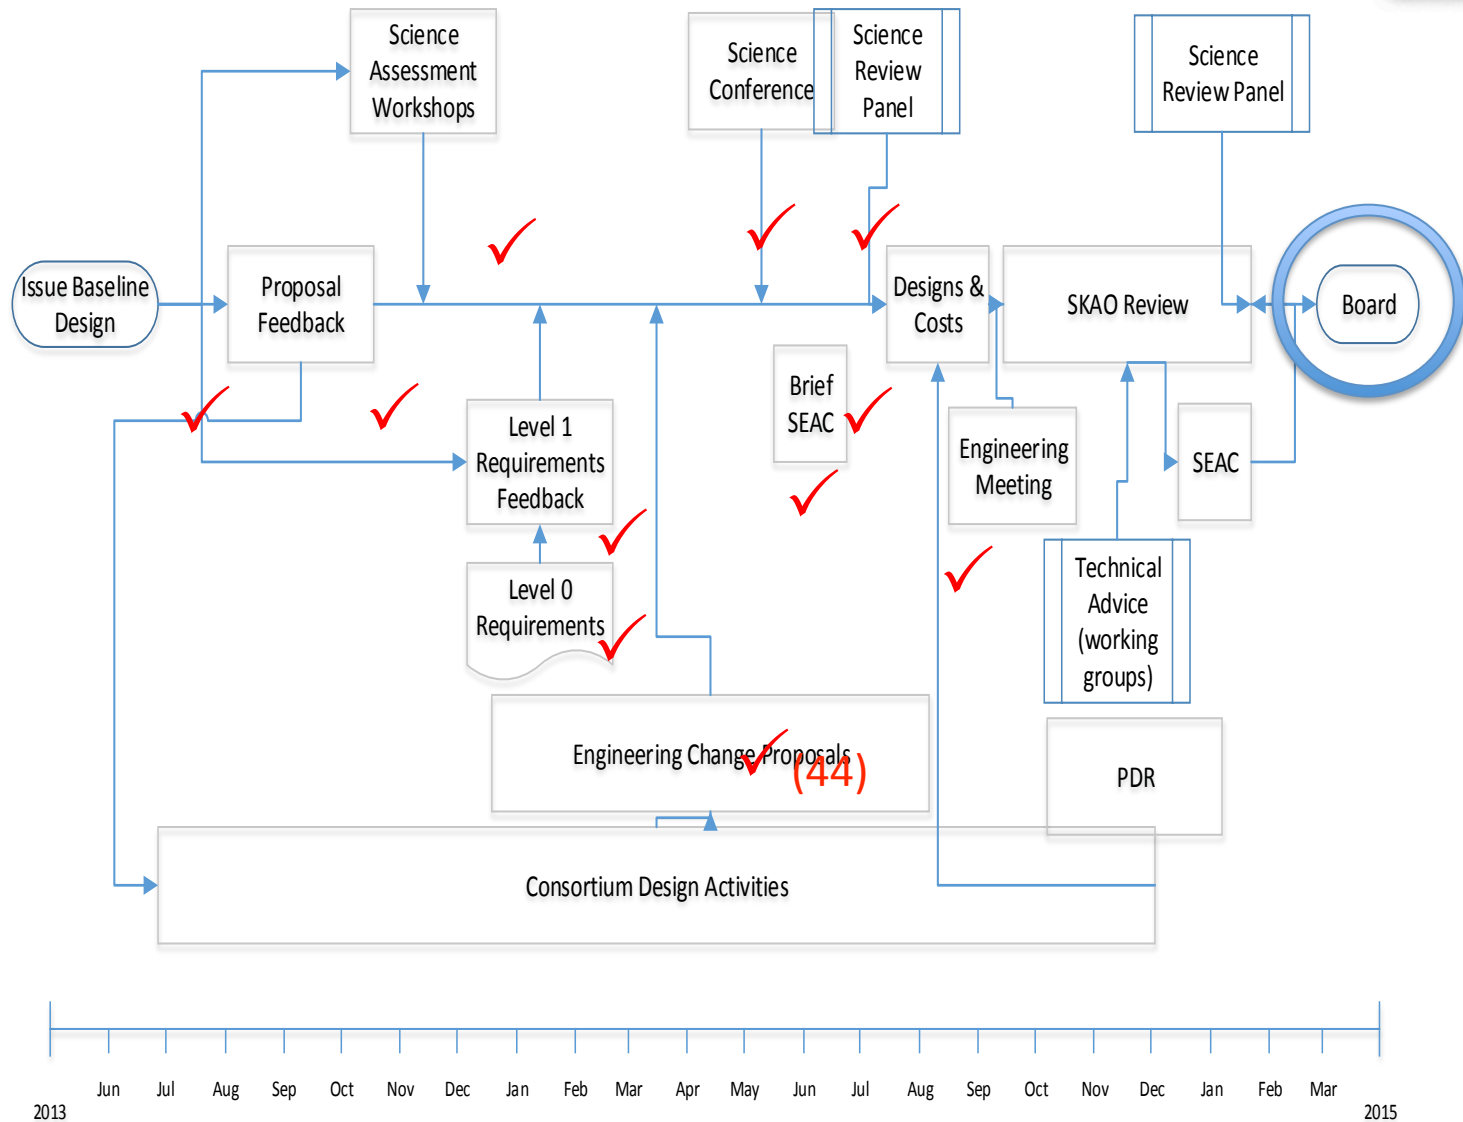 Science
Assessment
Workshops
Science
Conference
Science
Review
Panel
Science
Review Panel
Issue Baseline
Design
Proposal
Feedback
Designs &
Costs
SKAO Review
Board
Brief
SEAC
Level 1
Requirements
Feedback
Engineering
Meeting
SEAC
Level 0
Requirements
Technical
Advice
(working
groups)
Engineering Change Proposals
(44)
PDR
Consortium Design Activities
Jun Jul Aug Sep Oct Nov Dec Jan Feb Mar Apr May Jun Jul Aug Sep Oct Nov Dec Jan Feb Mar
2013 2015